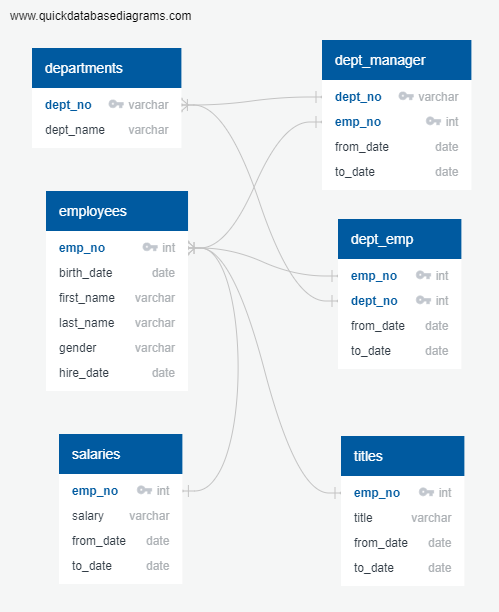 www.quickdatabasediagrams.com
departments
dept_no varchar
dept_name varchar
dept_manager
dept_no varchar
emp_no int
from_date date
to_date date
employees
emp_no int
birth_date date
first_name varchar
last_name varchar
gender varchar
hire_date date
dept_emp
emp_no int
dept_no int
from_date date
to_date date
salaries
emp_no int
salary varchar
from_date date
to_date date
titles
emp_no int
title varchar
from_date date
to_date date